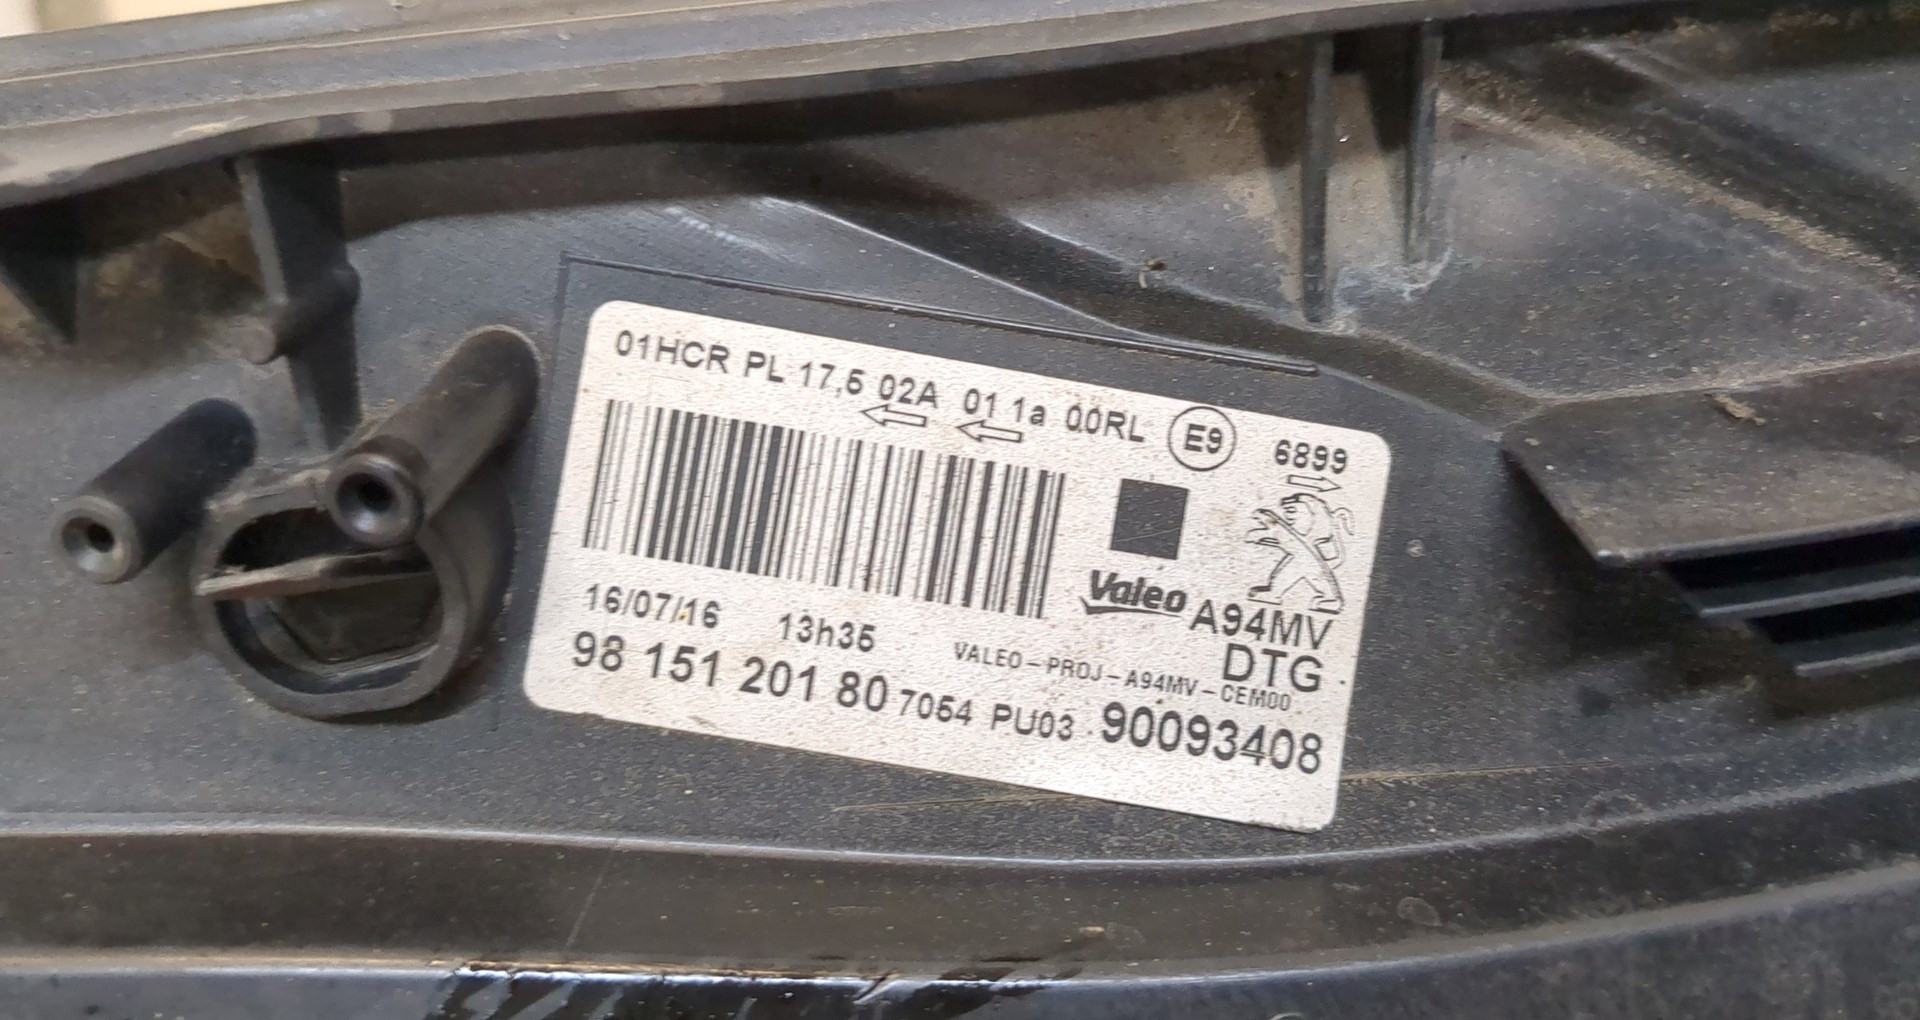 01HCR PL 17,5 02A 01 1a 00RL E9 6899
Valeo
A94MV
16/07/16 13h35 VALEO-PROJ-A94MV-CEM00 DTG
98 151 201 80 7054 PU03 90093408